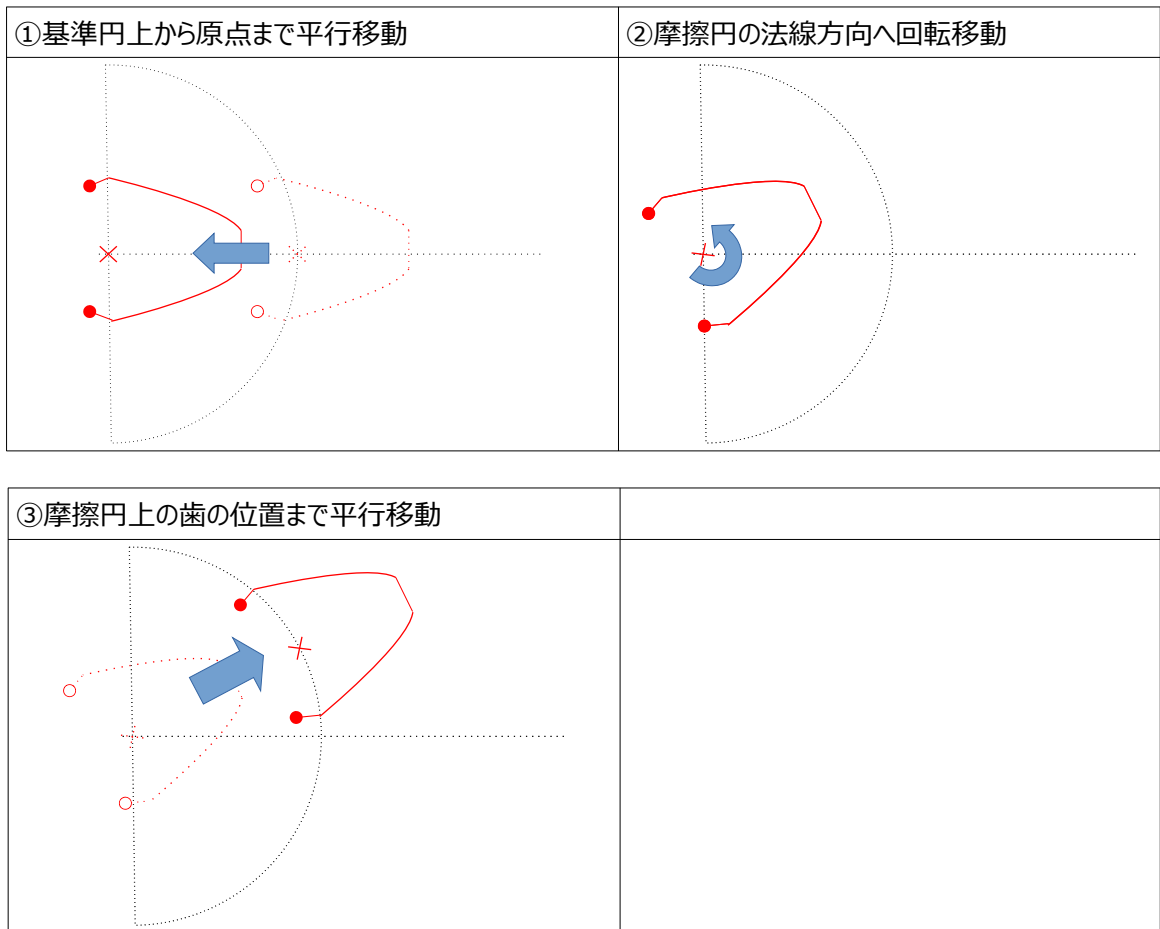 ①基準円上から原点まで平行移動
②摩擦円の法線方向へ回転移動
③摩擦円上の歯の位置まで平行移動